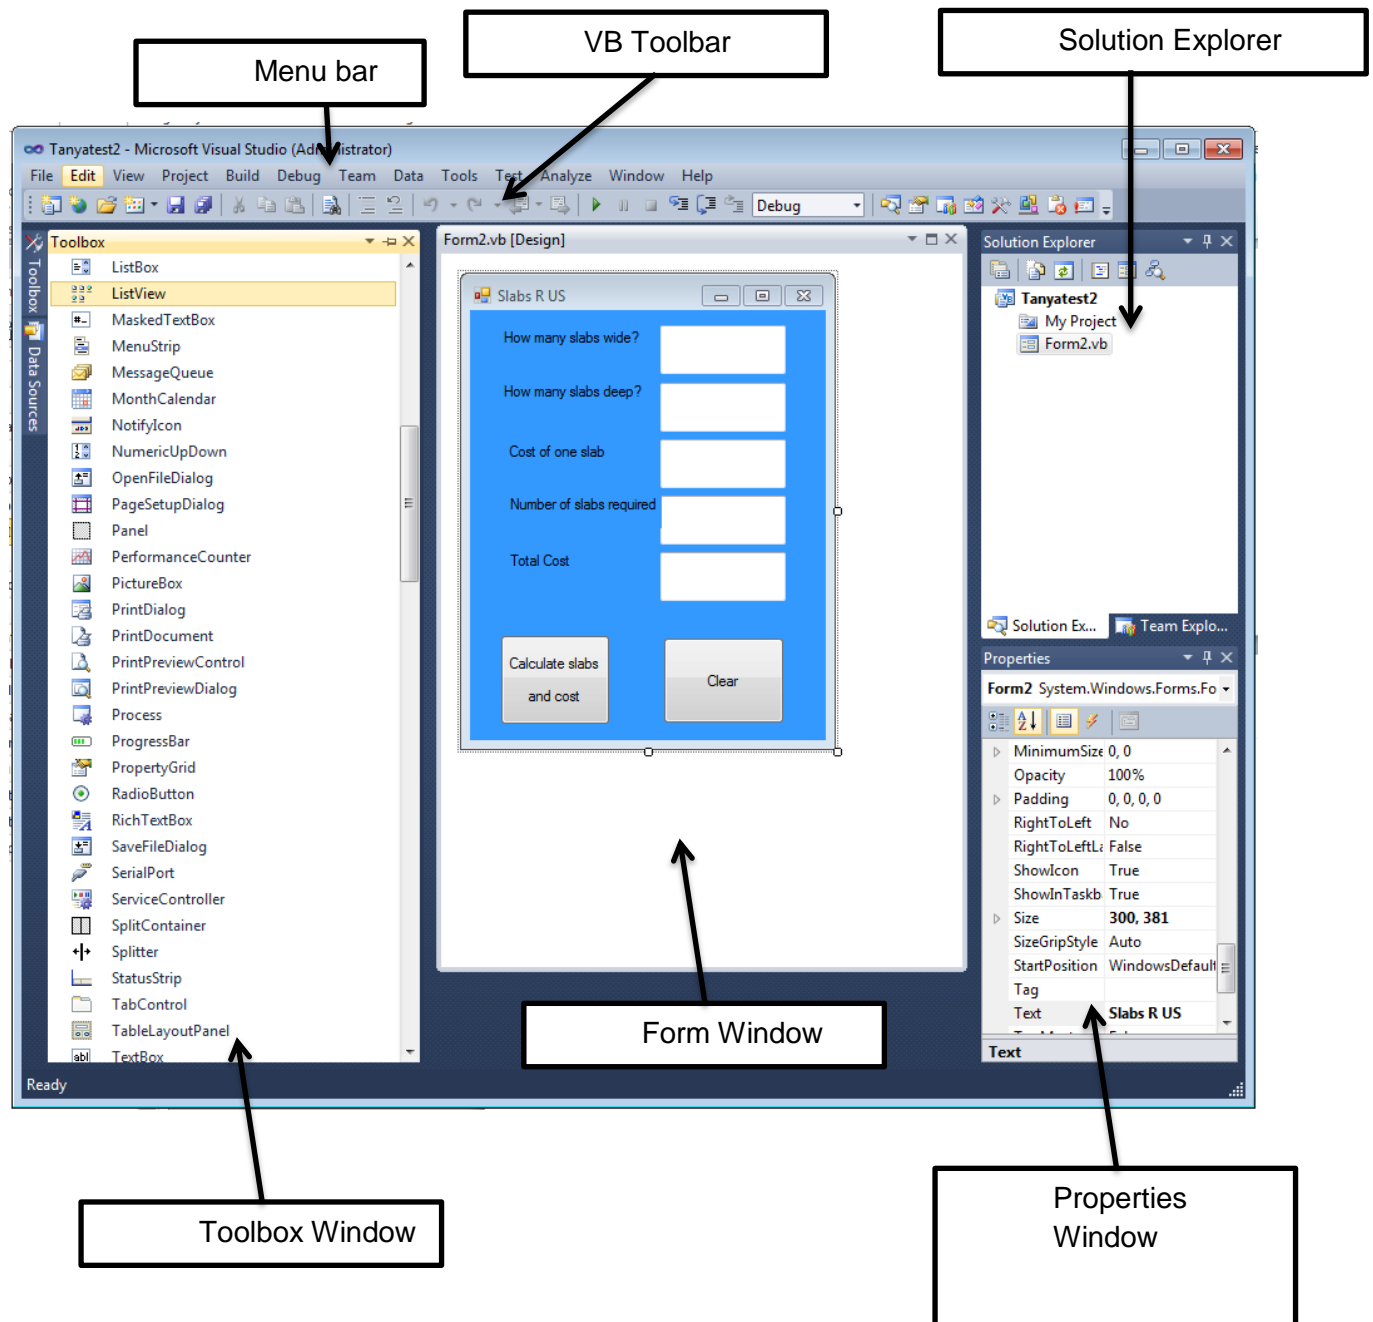 Menu bar
VB Toolbar
Solution Explorer
Tanyatest2 - Microsoft Visual Studio (Administrator)
File Edit View Project Build Debug Team Data Tools Test Analyze Window Help
Debug
Toolbox
Data Sources
Toolbox
ListBox
ListView
MaskedTextBox
MenuStrip
MessageQueue
MonthCalendar
NotifyIcon
NumericUpDown
OpenFileDialog
PageSetupDialog
Panel
PerformanceCounter
PictureBox
PrintDialog
PrintDocument
PrintPreviewControl
PrintPreviewDialog
Process
ProgressBar
PropertyGrid
RadioButton
RichTextBox
SaveFileDialog
SerialPort
ServiceController
SplitContainer
Splitter
StatusStrip
TabControl
TableLayoutPanel
TextBox
Form2.vb [Design]
Slabs R US
How many slabs wide?
How many slabs deep?
Cost of one slab
Number of slabs required
Total Cost
Calculate slabs
and cost
Clear
Solution Explorer
Tanyatest2
My Project
Form2.vb
Solution Ex... Team Explo...
Properties
Form2 System.Windows.Forms.Fo
MinimumSize 0, 0
Opacity 100%
Padding 0, 0, 0, 0
RightToLeft No
RightToLeftLa False
ShowIcon True
ShowInTaskb True
Size 300, 381
SizeGripStyle Auto
StartPosition WindowsDefault
Tag
Text Slabs R US
Text
Ready
Form Window
Toolbox Window
Properties
Window